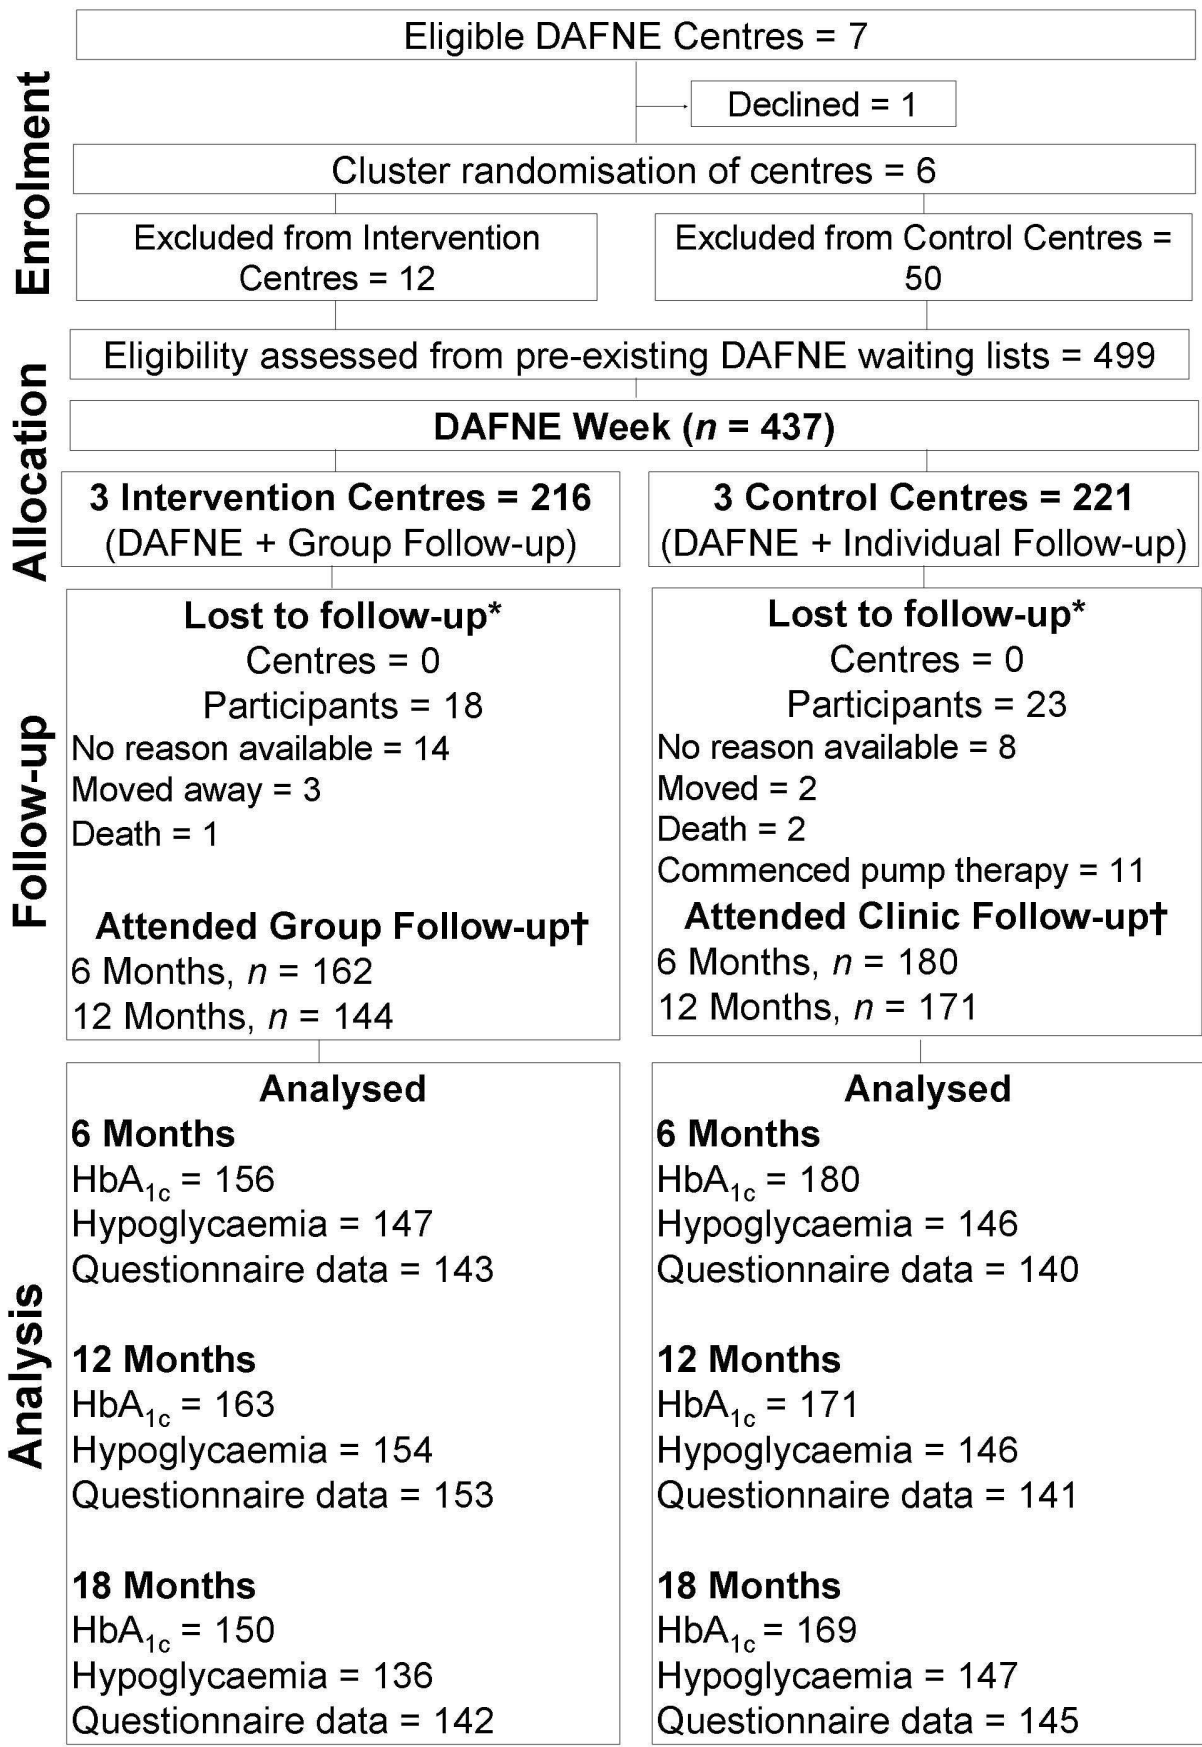 Eligible DAFNE Centres = 7
Declined = 1
Enrolment
Cluster randomisation of centres = 6
Excluded from Intervention
Centres = 12
Excluded from Control Centres =
50
Eligibility assessed from pre-existing DAFNE waiting lists = 499
Allocation
DAFNE Week (n = 437)
3 Intervention Centres = 216
(DAFNE + Group Follow-up)
3 Control Centres = 221
(DAFNE + Individual Follow-up)
Follow-up
Lost to follow-up*
Centres = 0
Participants = 18
No reason available = 14
Moved away = 3
Death = 1
Attended Group Follow-up†
6 Months, n = 162
12 Months, n = 144
Lost to follow-up*
Centres = 0
Participants = 23
No reason available = 8
Moved = 2
Death = 2
Commenced pump therapy = 11
Attended Clinic Follow-up†
6 Months, n = 180
12 Months, n = 171
Analysis
Analysed
6 Months
HbA1c = 156
Hypoglycaemia = 147
Questionnaire data = 143
12 Months
HbA1c = 163
Hypoglycaemia = 154
Questionnaire data = 153
18 Months
HbA1c = 150
Hypoglycaemia = 136
Questionnaire data = 142
Analysed
6 Months
HbA1c = 180
Hypoglycaemia = 146
Questionnaire data = 140
12 Months
HbA1c = 171
Hypoglycaemia = 146
Questionnaire data = 141
18 Months
HbA1c = 169
Hypoglycaemia = 147
Questionnaire data = 145